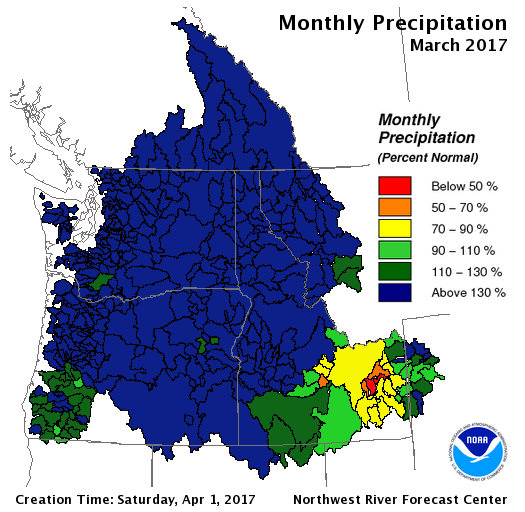 Monthly Precipitation
March 2017
Monthly
Precipitation
(Percent Normal)
Below 50 %
50 – 70 %
70 – 90 %
90 – 110 %
110 – 130 %
Above 130 %
NOAA
Creation Time: Saturday, Apr 1, 2017
Northwest River Forecast Center